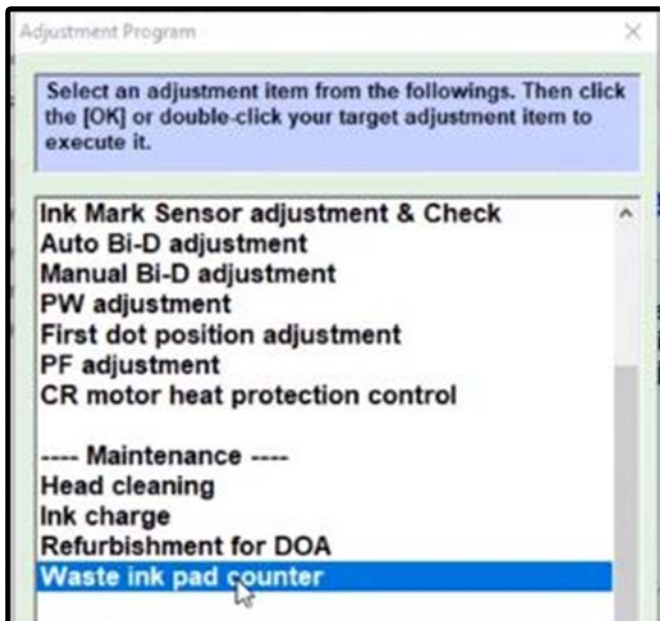 Adjustment Program
Select an adjustment item from the followings. Then click
the [OK] or double-click your target adjustment item to
execute it.
Ink Mark Sensor adjustment & Check
Auto Bi-D adjustment
Manual Bi-D adjustment
PW adjustment
First dot position adjustment
PF adjustment
CR motor heat protection control
---- Maintenance ----
Head cleaning
Ink charge
Refurbishment for DOA
Waste ink pad counter